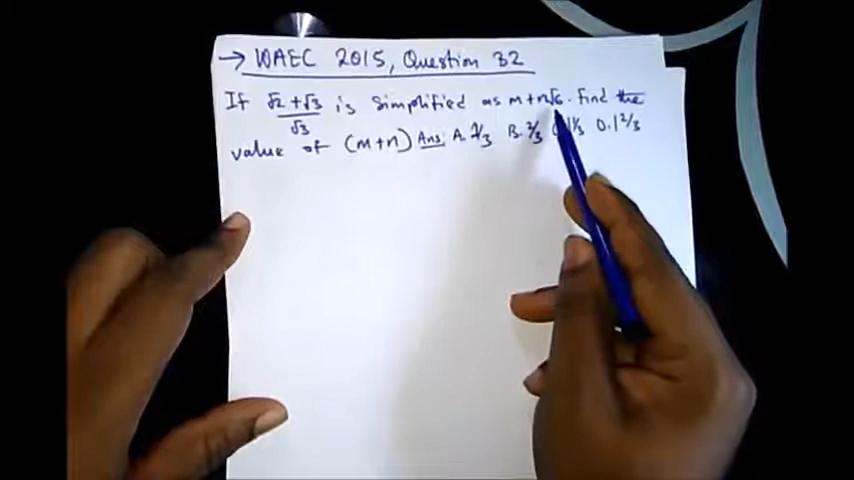 → WAEC 2015, Question 32
If √2+√3/√3 is simplified as m+n√6. Find the
value of (m+n) Ans: A. 1/3 B. 2/3 1⅓ D. 1 2/3